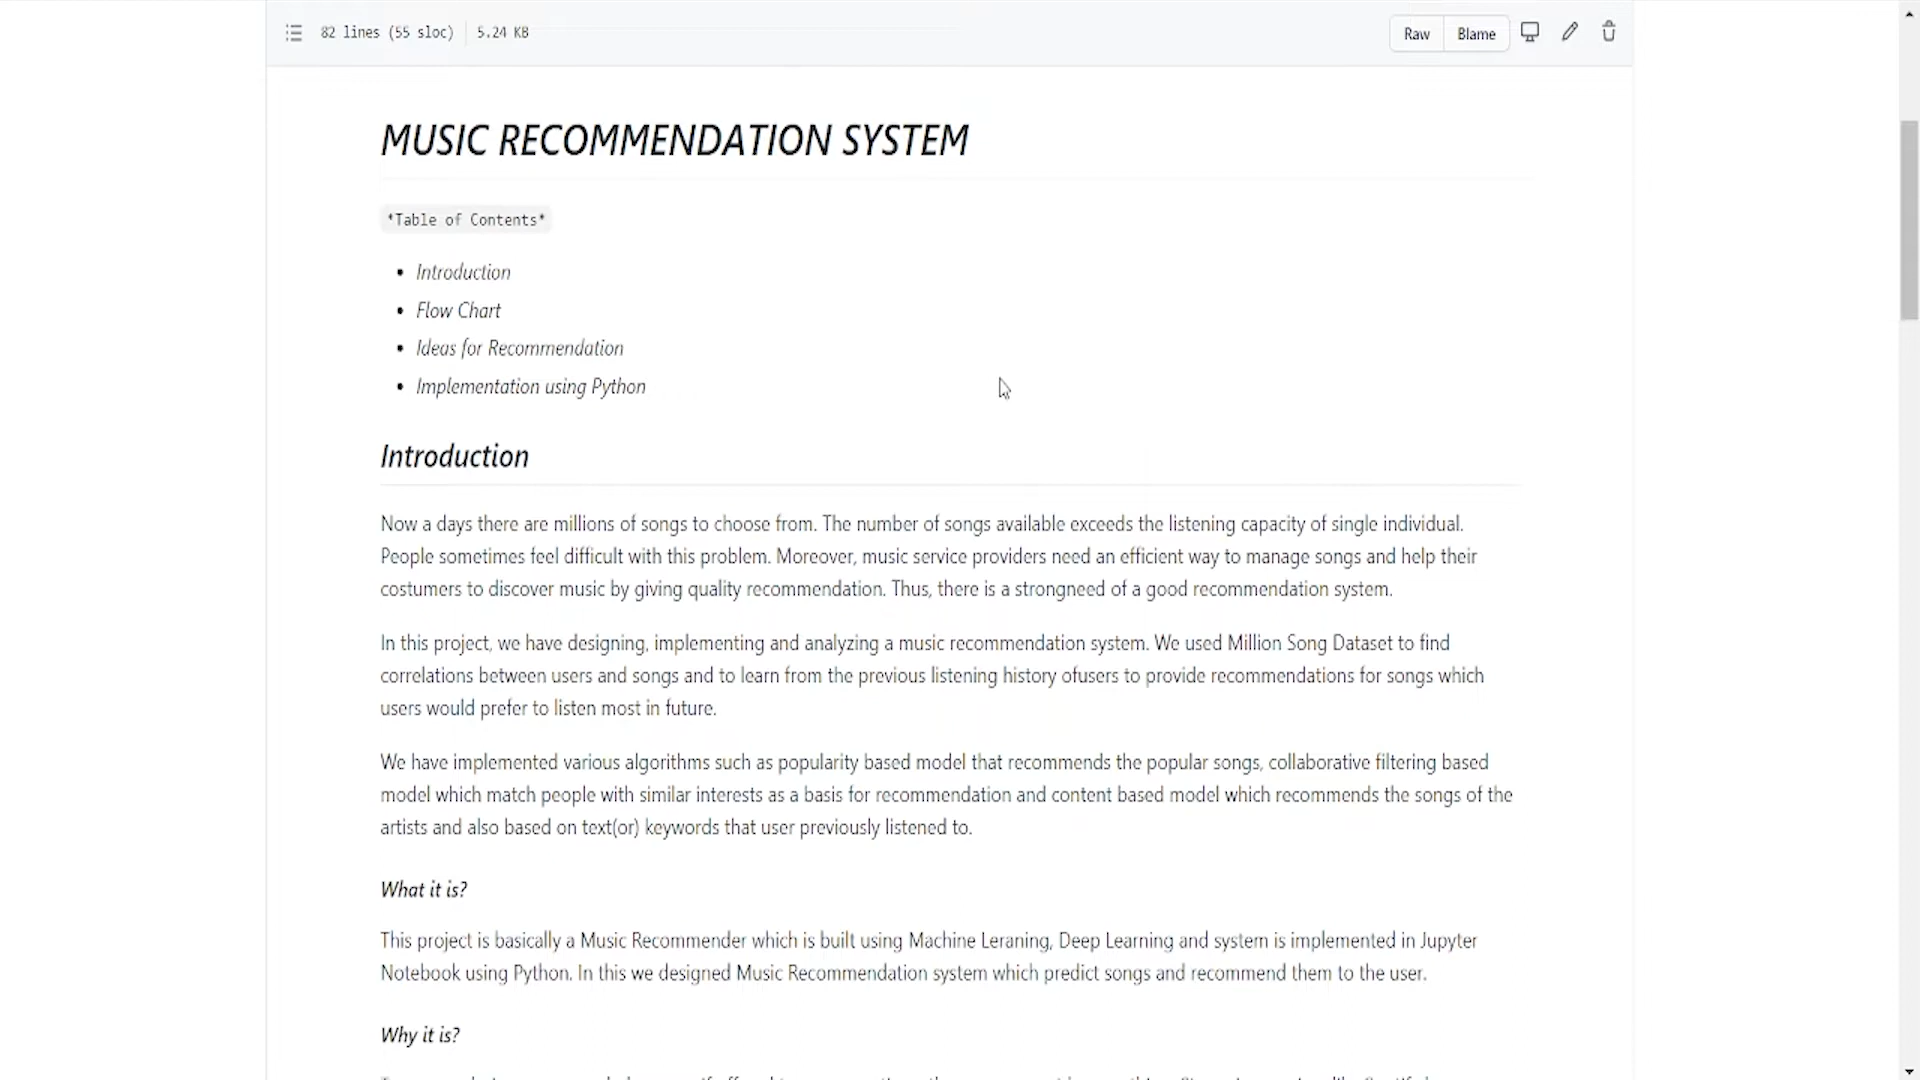 82 lines (55 sloc) 5.24 KB
Raw Blame
MUSIC RECOMMENDATION SYSTEM
*Table of Contents*
• Introduction
• Flow Chart
• Ideas for Recommendation
• Implementation using Python
Introduction
Now a days there are millions of songs to choose from. The number of songs available exceeds the listening capacity of single individual.
People sometimes feel difficult with this problem. Moreover, music service providers need an efficient way to manage songs and help their
costumers to discover music by giving quality recommendation. Thus, there is a strongneed of a good recommendation system.
In this project, we have designing, implementing and analyzing a music recommendation system. We used Million Song Dataset to find
correlations between users and songs and to learn from the previous listening history ofusers to provide recommendations for songs which
users would prefer to listen most in future.
We have implemented various algorithms such as popularity based model that recommends the popular songs, collaborative filtering based
model which match people with similar interests as a basis for recommendation and content based model which recommends the songs of the
artists and also based on text(or) keywords that user previously listened to.
What it is?
This project is basically a Music Recommender which is built using Machine Leraning, Deep Learning and system is implemented in Jupyter
Notebook using Python. In this we designed Music Recommendation system which predict songs and recommend them to the user.
Why it is?